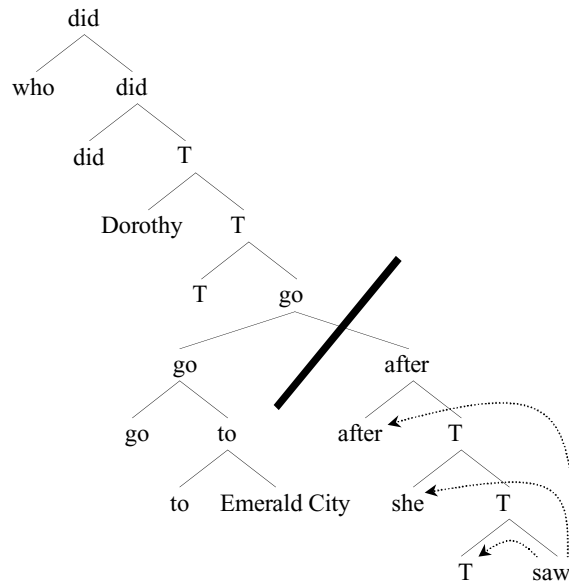 did
who did
did T
Dorothy T
T go
go after
go to after T
to Emerald City she T
T saw